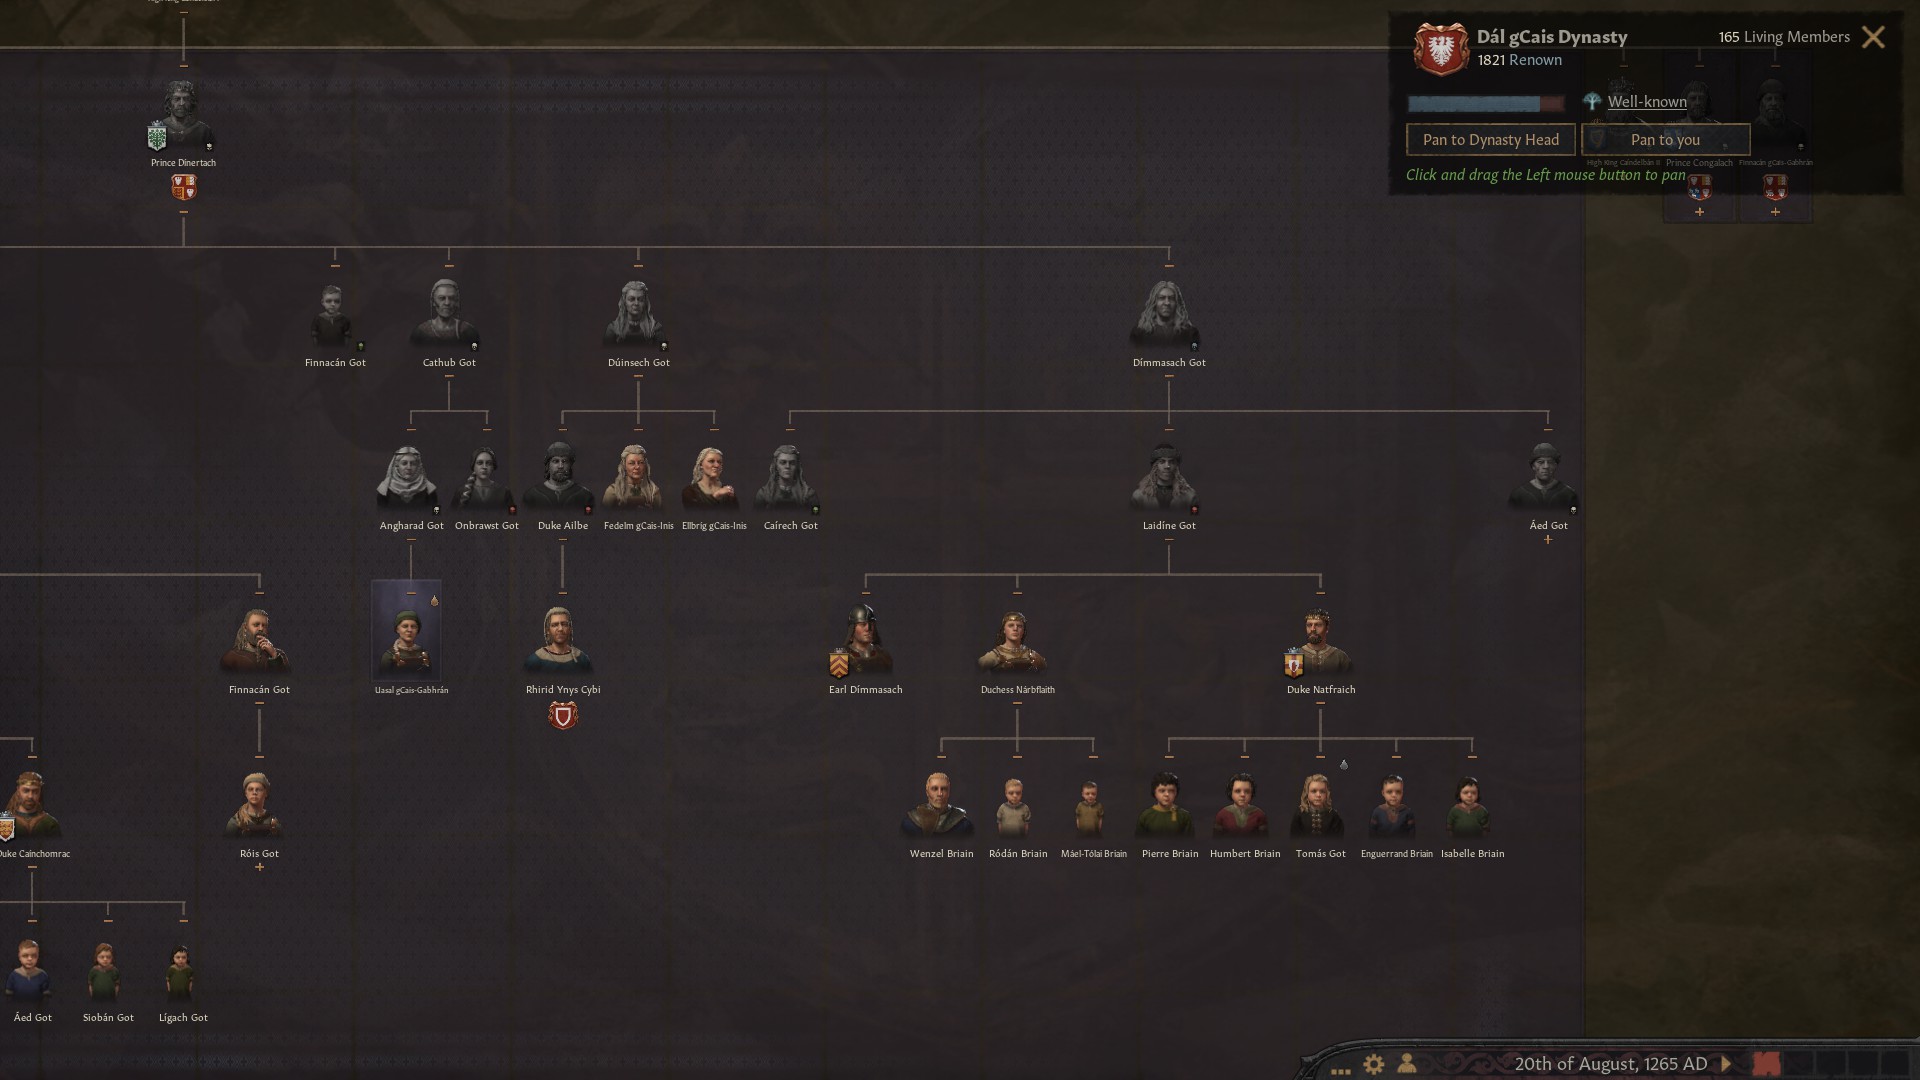 Dál gCais Dynasty
165 Living Members
1821 Renown
Well-known
Pan to Dynasty Head
Pan to you
Click and drag the Left mouse button to pan
Prince Congalach
Finnacán gCais-Gabhrán
Prince Dínertach
Finnacán Got
Cathub Got
Dúinsech Got
Dímmasach Got
Angharad Got
Onbrawst Got
Duke Ailbe
Fedelm gCais-Inis
Ellbrig gCais-Inis
Caírech Got
Laidíne Got
Áed Got
Finnacán Got
Uasal gCais-Gabhrán
Rhirid Ynys Cybi
Earl Dímmasach
Duchess Nárbflaith
Duke Natfraich
Duke Cainchomrac
Róis Got
Wenzel Briain
Ródán Briain
Máel-Tólai Briain
Pierre Briain
Humbert Briain
Tomás Got
Enguerrand Briain
Isabelle Briain
Áed Got
Siobán Got
Lígach Got
20th of August, 1265 AD